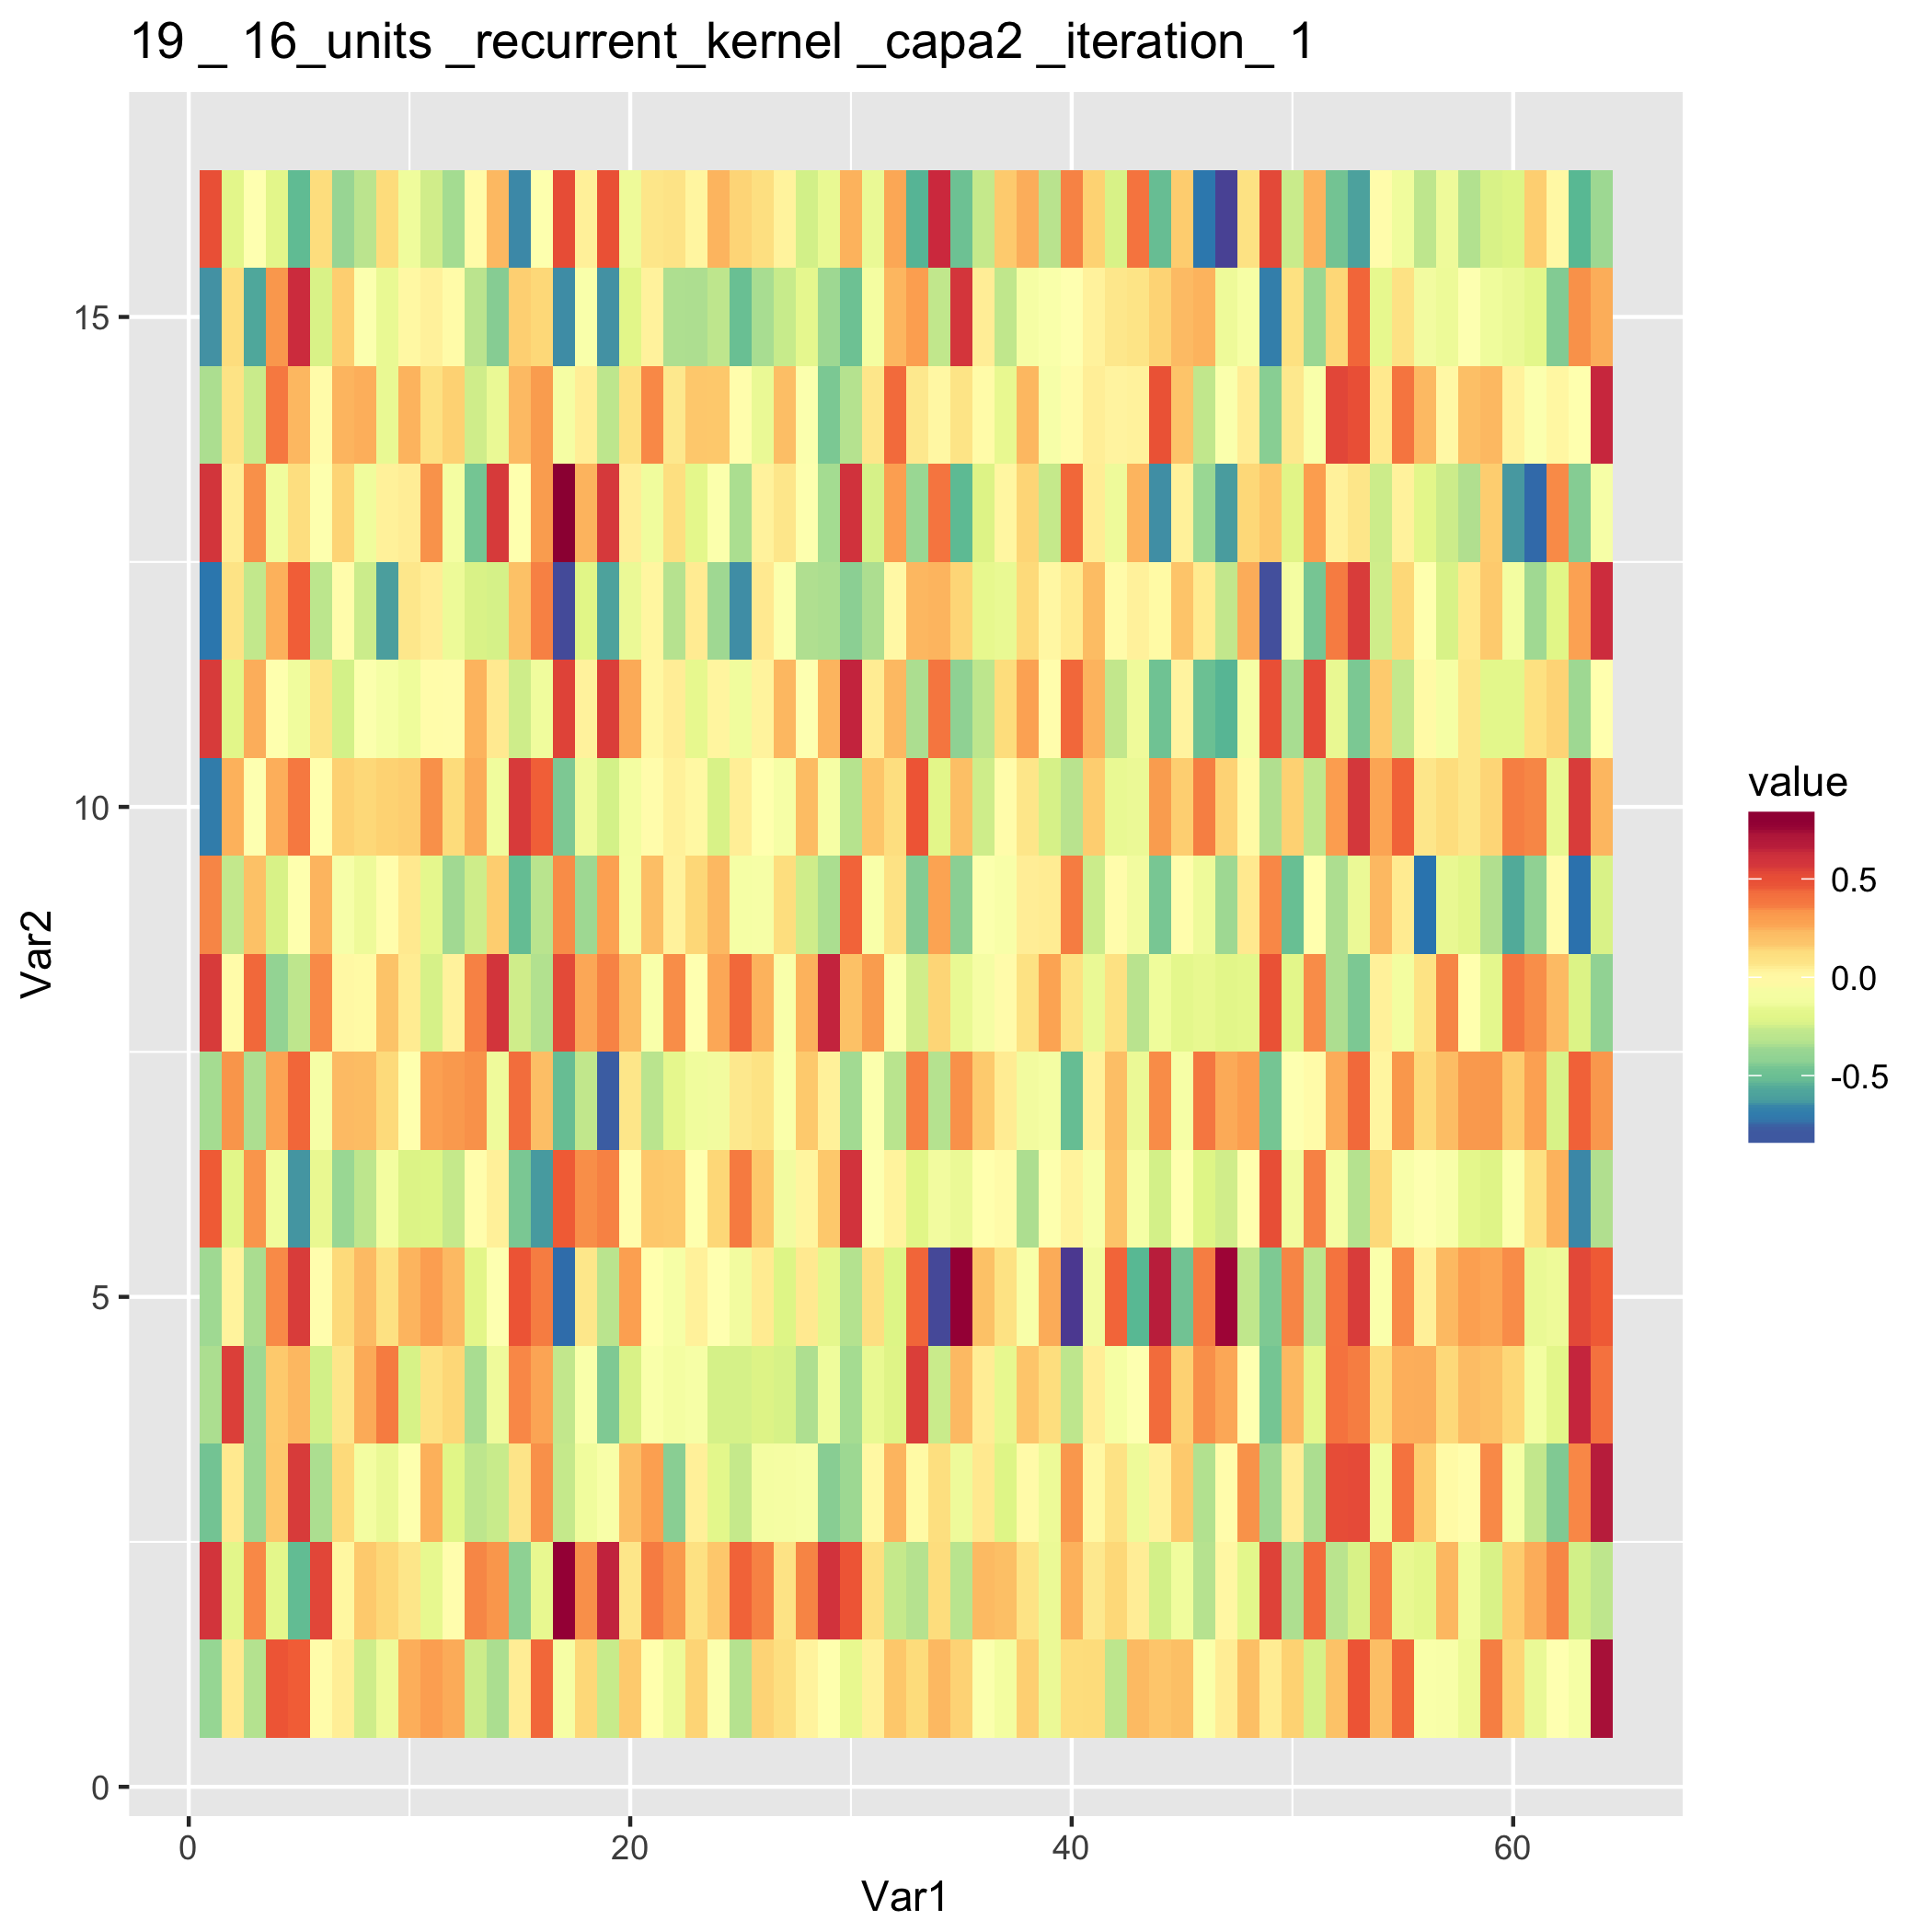 19 _ 16_units _recurrent_kernel _capa2 _iteration_ 1
15
10
5
0
Var2
0 20 40 60
Var1
value
0.5
0.0
-0.5